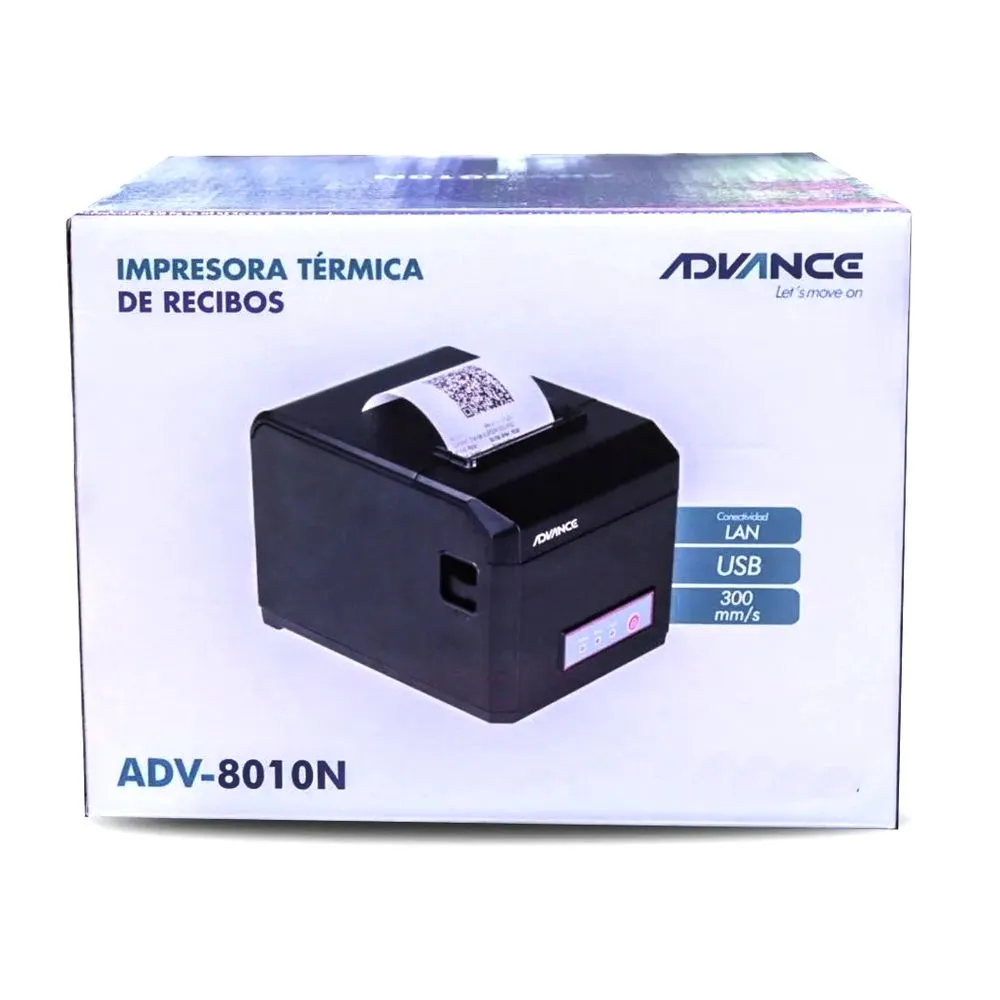 IMPRESORA TÉRMICA
DE RECIBOS
ADVANCE
Let's move on
ADVANCE
Conectividad
LAN
USB
300
mm/s
ADV-8010N